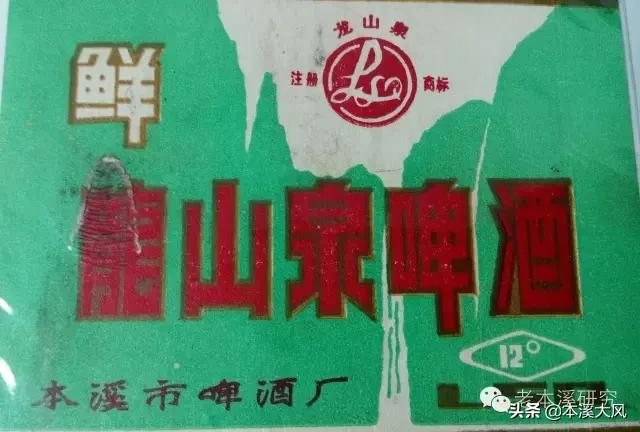 龙山泉
鲜
注册 Lsq 商标
龍山泉啤酒
12°
本溪市啤酒厂
老本溪研究
头条 @本溪大风